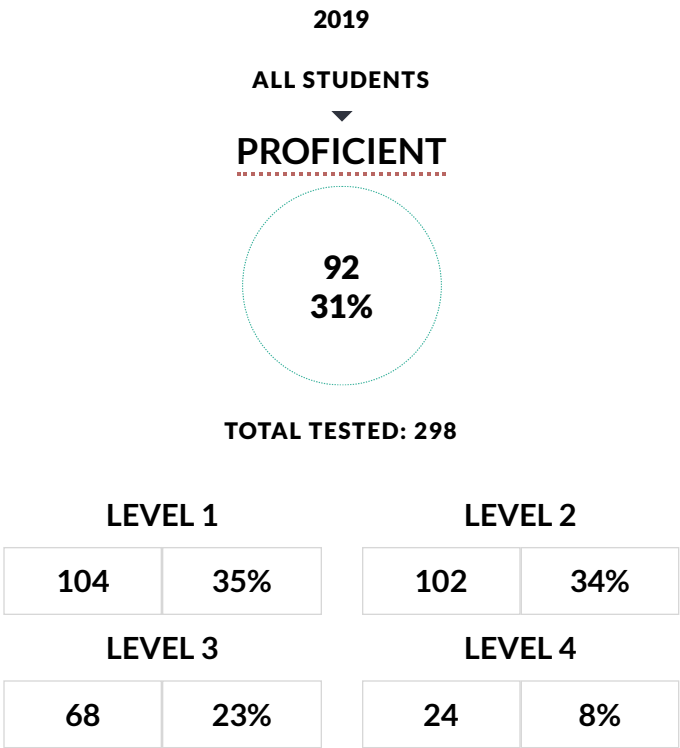 2019
ALL STUDENTS
PROFICIENT
92
31%
TOTAL TESTED: 298
LEVEL 1 LEVEL 2
104 35% 102 34%
LEVEL 3 LEVEL 4
68 23% 24 8%